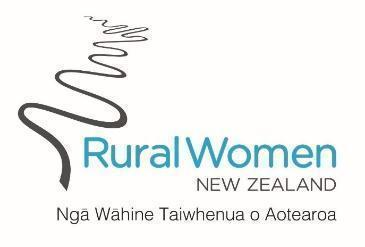 Rural Women
NEW ZEALAND
Ngā Wāhine Taiwhenua o Aotearoa